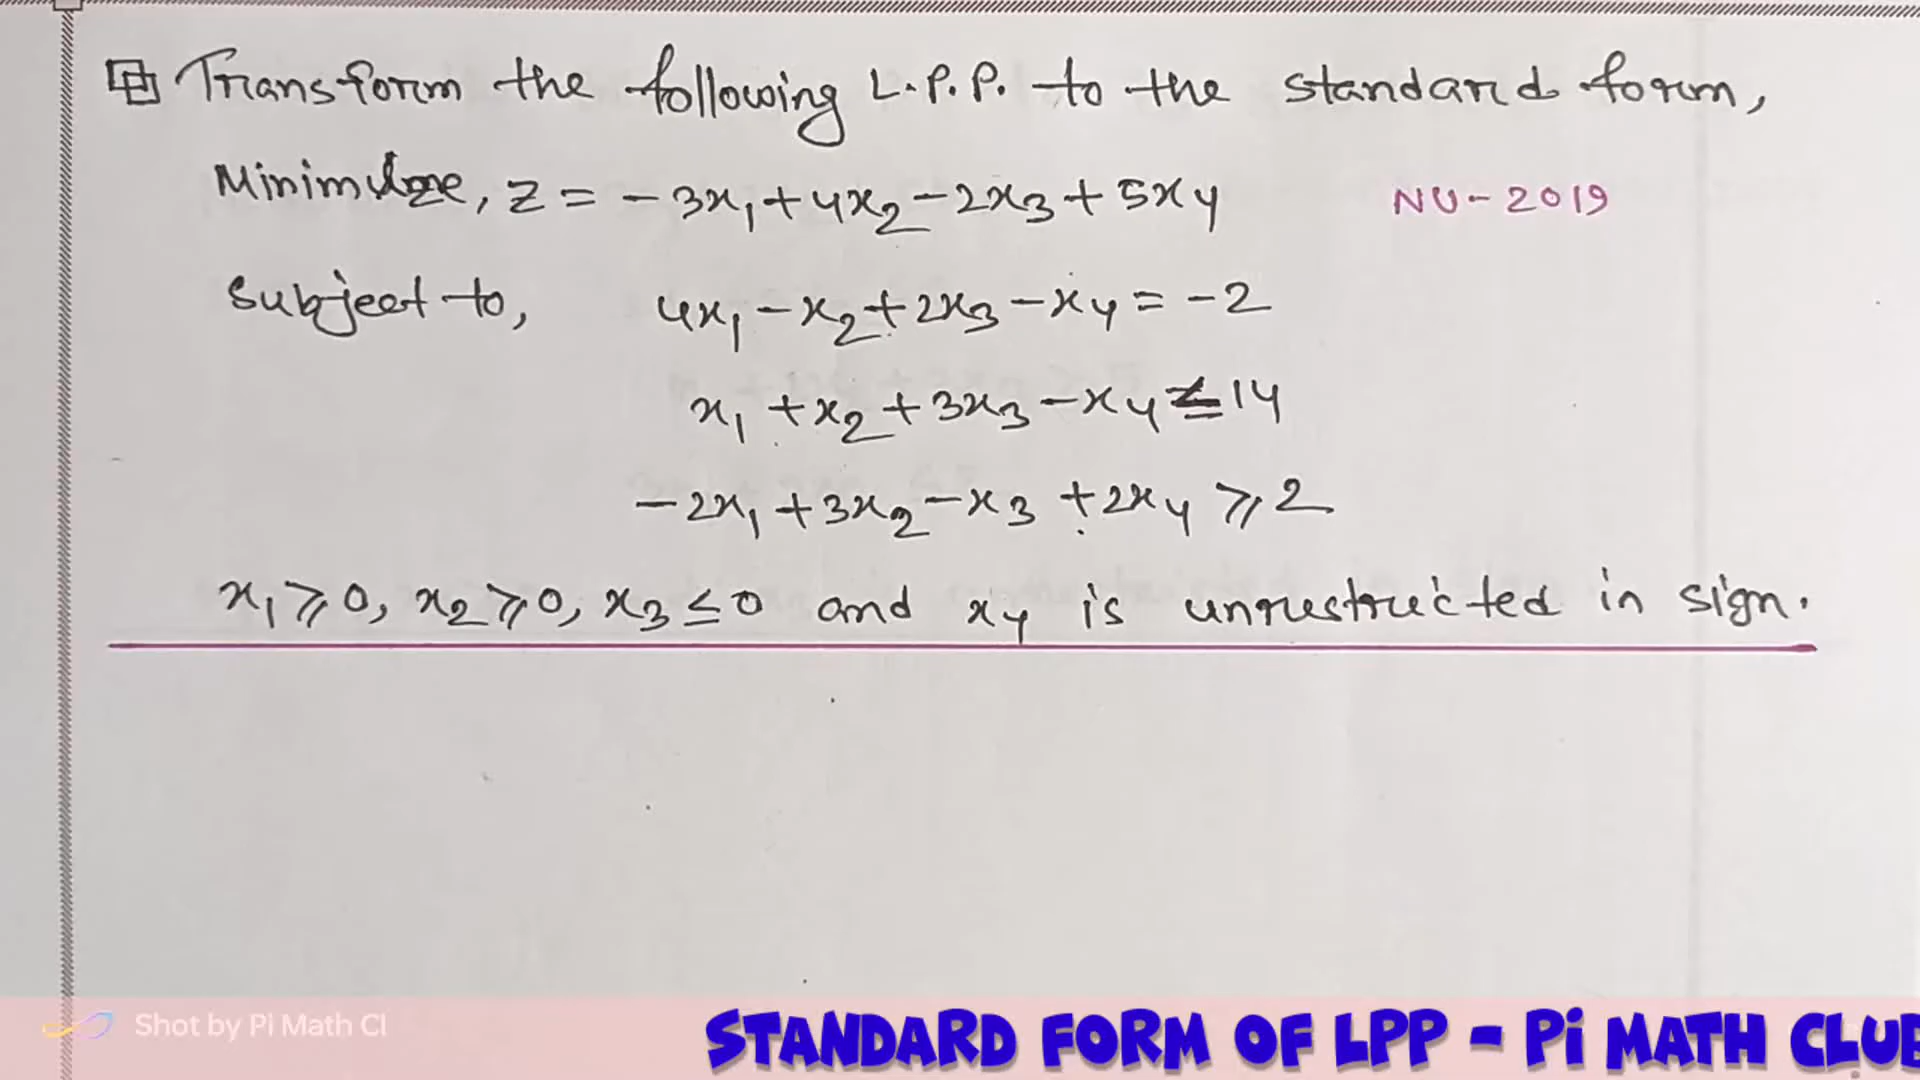 Transform the following L.P.P. to the standard form,
Minimize, z = -3x₁ + 4x₂ - 2x₃ + 5x₄ NU-2019
Subject to, 4x₁ - x₂ + 2x₃ - x₄ = -2
x₁ + x₂ + 3x₃ - x₄ ≤ 14
-2x₁ + 3x₂ - x₃ + 2x₄ ≥ 2
x₁ ≥ 0, x₂ ≥ 0, x₃ ≤ 0 and x₄ is unrestricted in sign.
Shot by Pi Math Cl
STANDARD FORM OF LPP - Pi MATH CLUB